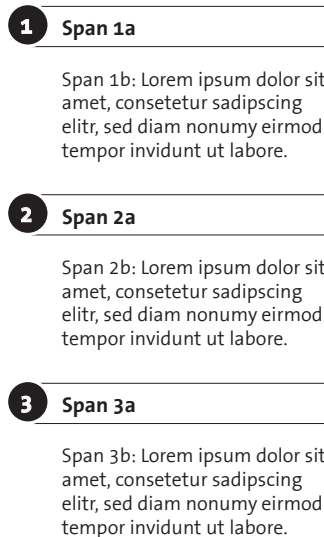 1 Span 1a
Span 1b: Lorem ipsum dolor sit
amet, consetetur sadipscing
elitr, sed diam nonumy eirmod
tempor invidunt ut labore.
2 Span 2a
Span 2b: Lorem ipsum dolor sit
amet, consetetur sadipscing
elitr, sed diam nonumy eirmod
tempor invidunt ut labore.
3 Span 3a
Span 3b: Lorem ipsum dolor sit
amet, consetetur sadipscing
elitr, sed diam nonumy eirmod
tempor invidunt ut labore.